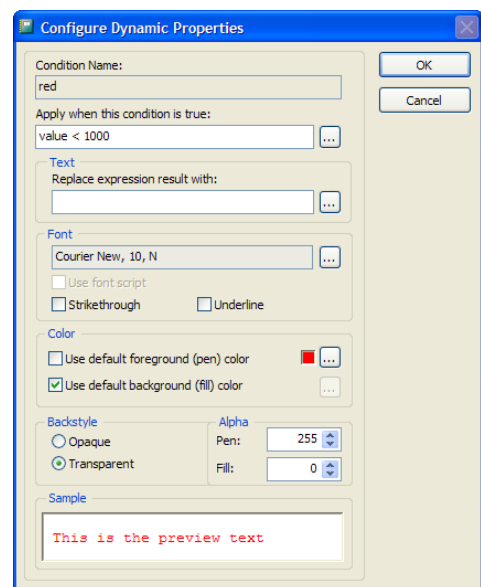 Configure Dynamic Properties
Condition Name:
OK
red
Cancel
Apply when this condition is true:
value < 1000
...
Text
Replace expression result with:
...
Font
Courier New, 10, N
...
Use font script
Strikethrough Underline
Color
Use default foreground (pen) color
...
Use default background (fill) color
...
Backstyle Alpha
Opaque Pen: 255
Transparent Fill: 0
Sample
This is the preview text